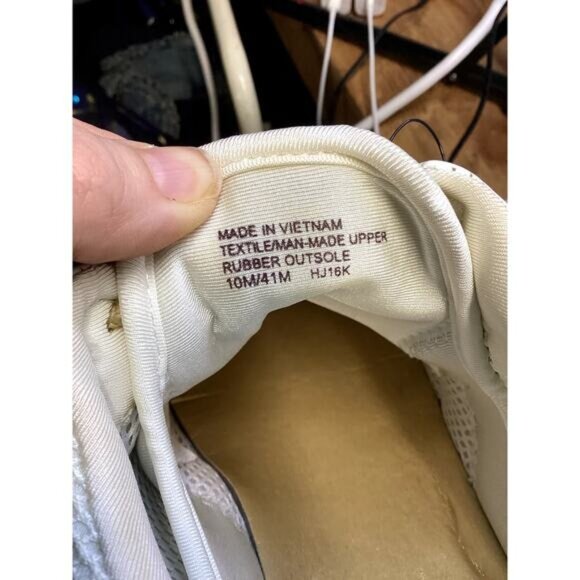 MADE IN VIETNAM
TEXTILE/MAN-MADE UPPER
RUBBER OUTSOLE
10M/41M HJ16K